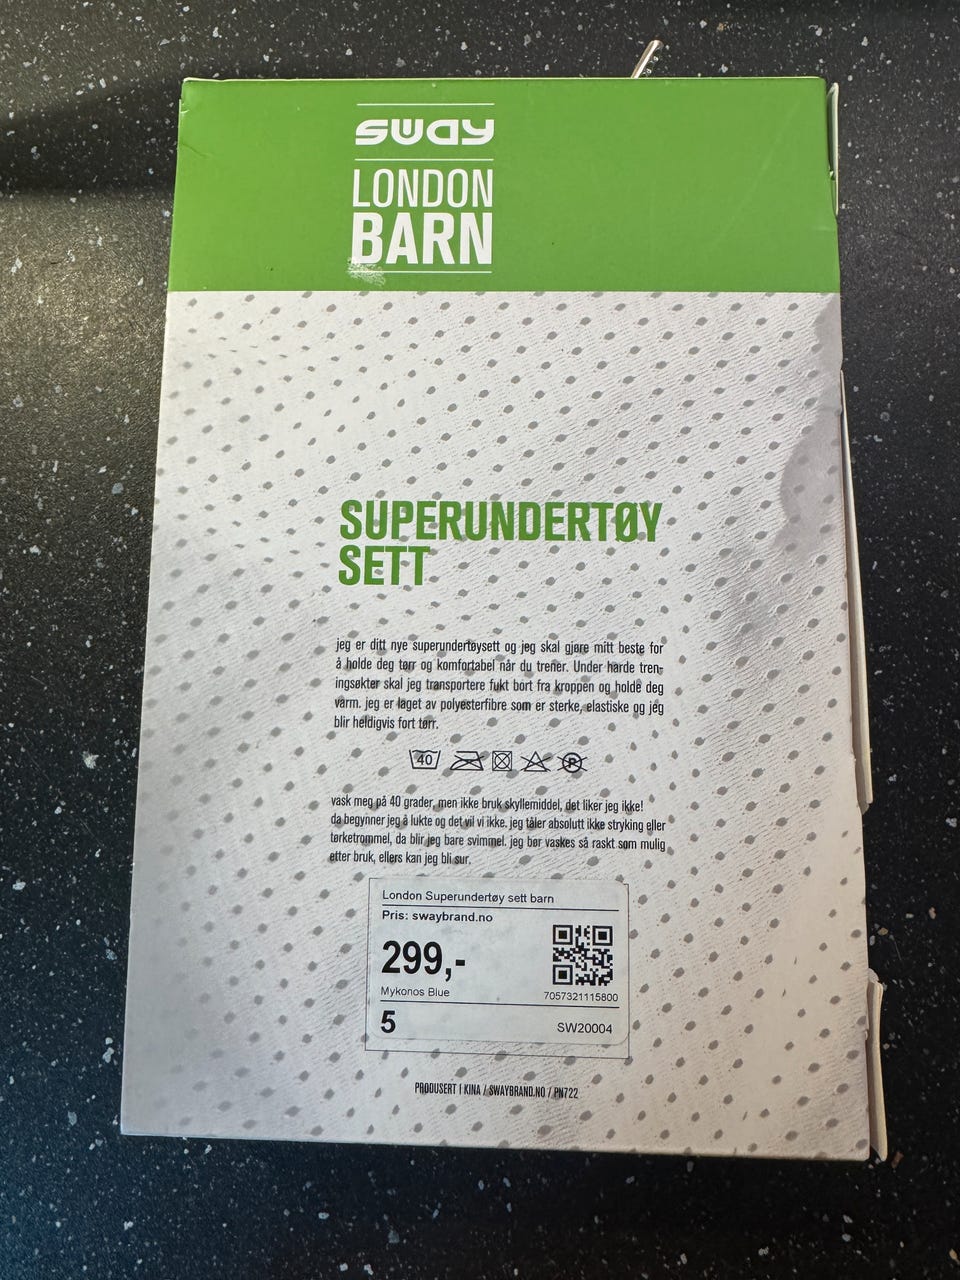 sway
LONDON
BARN
SUPERUNDERTØY
SETT
jeg er ditt nye superundertøysett og jeg skal gjøre mitt beste for
å holde deg tørr og komfortabel når du trener. Under harde tren-
ingsøkter skal jeg transportere fukt bort fra kroppen og holde deg
varm. jeg er laget av polyesterfibre som er sterke, elastiske og jeg
blir heldigvis fort tørr.
40 P
vask meg på 40 grader, men ikke bruk skyllemiddel, det liker jeg ikke!
da begynner jeg å lukte og det vil vi ikke. jeg tåler absolutt ikke stryking eller
tørketrommel, da blir jeg bare svimmel. jeg bør vaskes så raskt som mulig
etter bruk, ellers kan jeg bli sur.
London Superundertøy sett barn
Pris: swaybrand.no
299,-
Mykonos Blue
7057321115800
5
SW20004
PRODUSERT I KINA / SWAYBRAND.NO / PN722